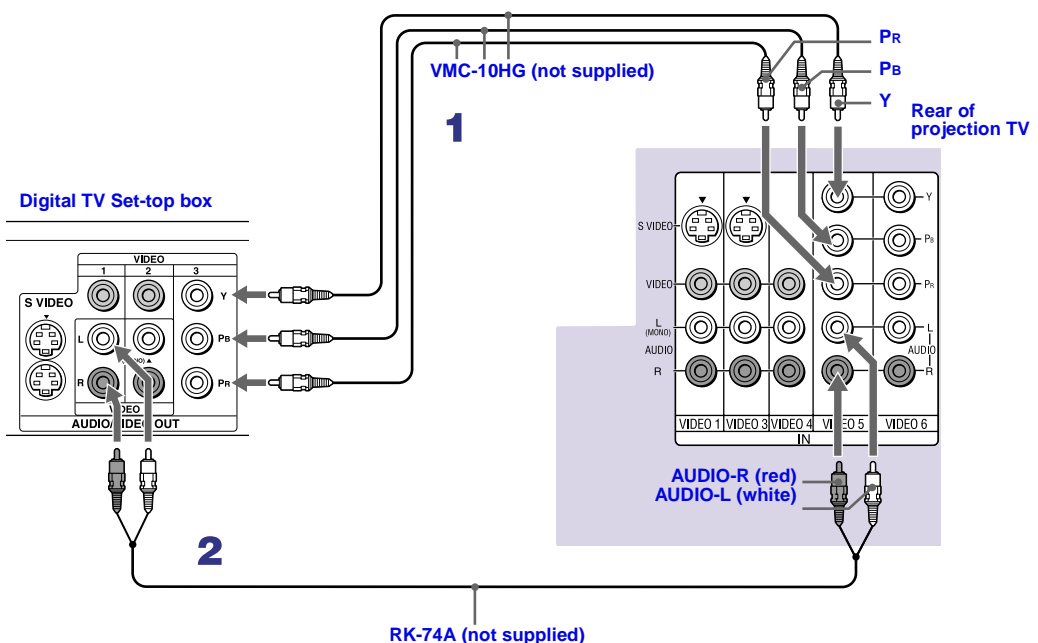 PR
VMC-10HG (not supplied)
PB
Y
1
Rear of
projection TV
Digital TV Set-top box
VIDEO
1 2 3
S VIDEO
Y
L
PB
R
PR
VIDEO
AUDIO/VIDEO OUT
S VIDEO
Y
PB
VIDEO
PR
L
(MONO)
L
AUDIO
AUDIO
R
R
VIDEO 1 VIDEO 3 VIDEO 4 VIDEO 5 VIDEO 6
IN
AUDIO-R (red)
AUDIO-L (white)
2
RK-74A (not supplied)